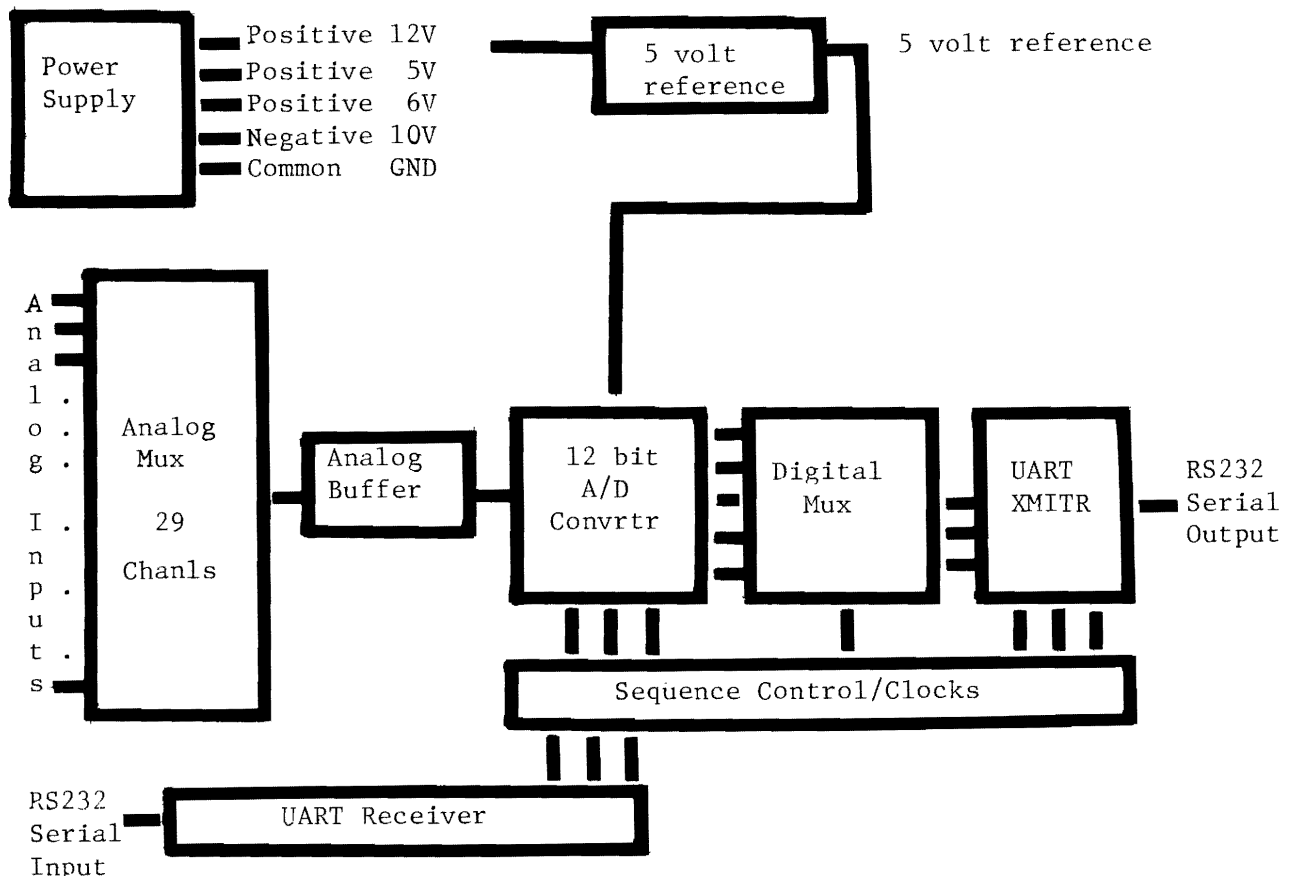 Power
Supply
Positive 12V
Positive 5V
Positive 6V
Negative 10V
Common GND
5 volt
reference
5 volt reference
Analog Inputs
Analog
Mux
29
Chanls
Analog
Buffer
12 bit
A/D
Convrtr
Digital
Mux
UART
XMITR
RS232
Serial
Output
Sequence Control/Clocks
RS232
Serial
Input
UART Receiver